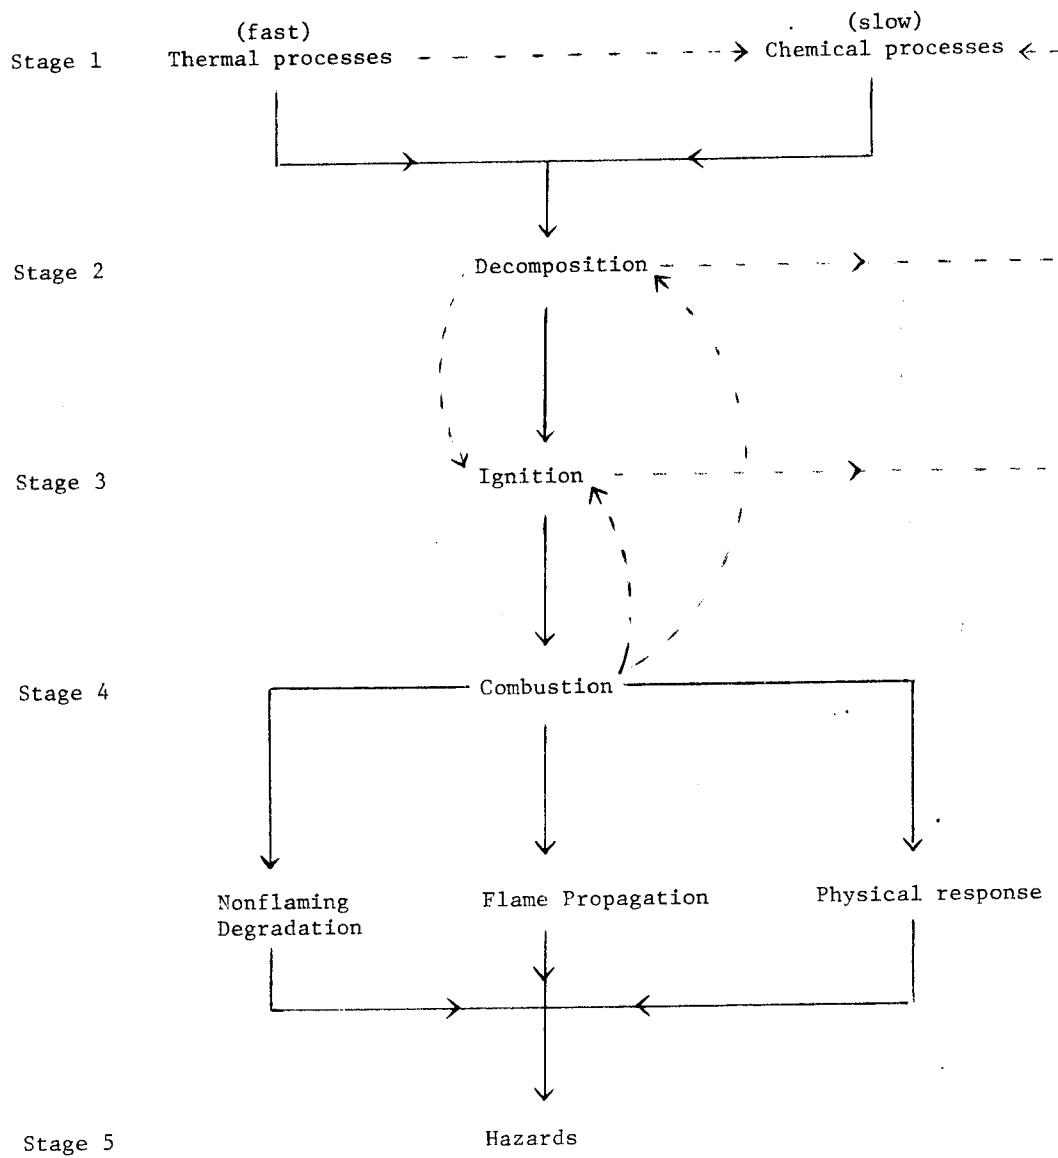 (fast)
(slow)
Stage 1
Thermal processes
Chemical processes
Stage 2
Decomposition
Stage 3
Ignition
Stage 4
Combustion
Nonflaming
Degradation
Flame Propagation
Physical response
Stage 5
Hazards